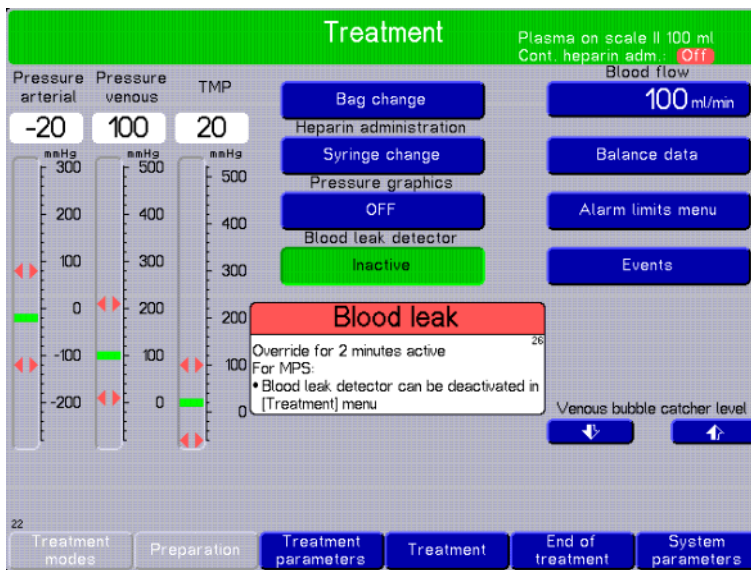 Treatment
Plasma on scale II 100 ml
Cont. heparin adm.: Off
Pressure arterial
Pressure venous
TMP
-20
100
20
mmHg
mmHg
mmHg
300
200
100
0
-100
-200
500
400
300
200
100
0
500
400
300
200
100
0
Bag change
Heparin administration
Syringe change
Pressure graphics
OFF
Blood leak detector
Inactive
Blood flow
100 ml/min
Balance data
Alarm limits menu
Events
Blood leak
26
Override for 2 minutes active
For MPS:
• Blood leak detector can be deactivated in
[Treatment] menu
Venous bubble catcher level
22
Treatment modes
Preparation
Treatment parameters
Treatment
End of treatment
System parameters